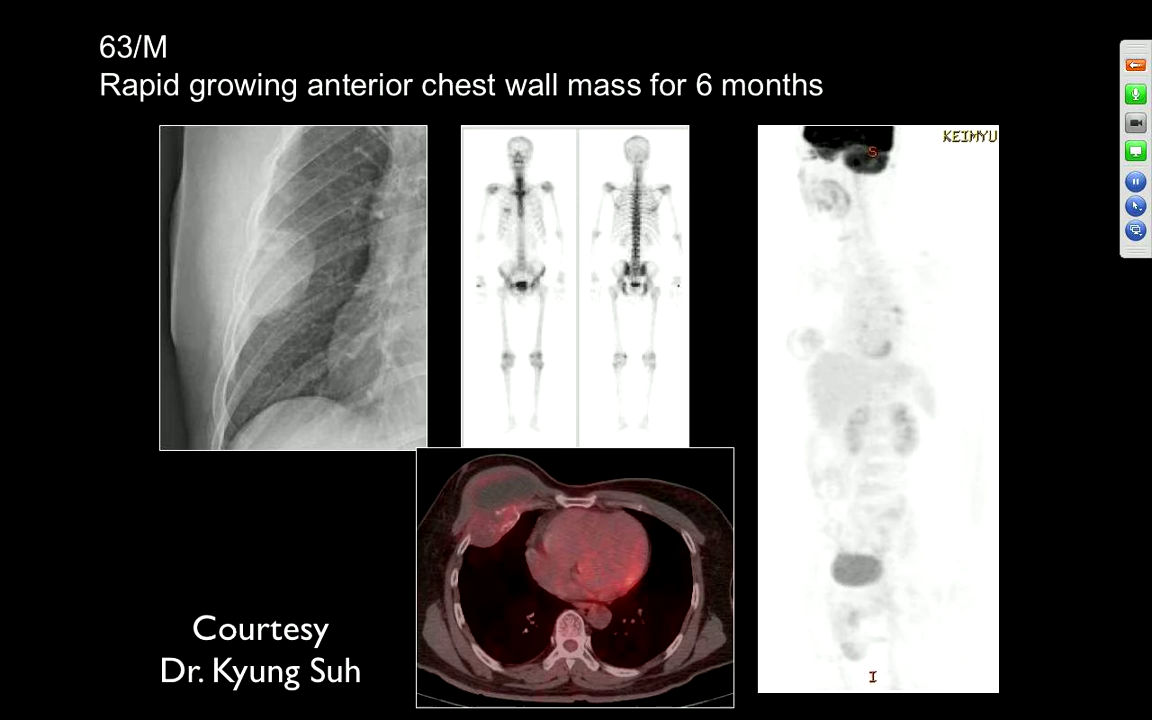 63/M
Rapid growing anterior chest wall mass for 6 months
KEIMYU
S
Courtesy
Dr. Kyung Suh
I